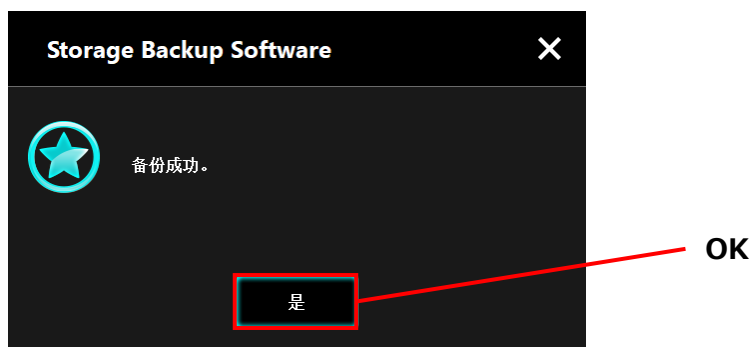 Storage Backup Software
备份成功。
是
OK